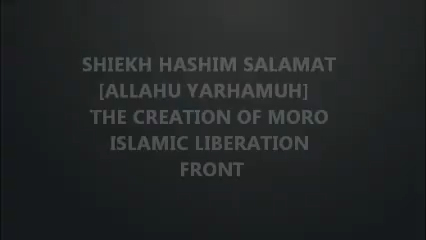 SHIEKH HASHIM SALAMAT
[ALLAHU YARHAMUH]
THE CREATION OF MORO
ISLAMIC LIBERATION
FRONT